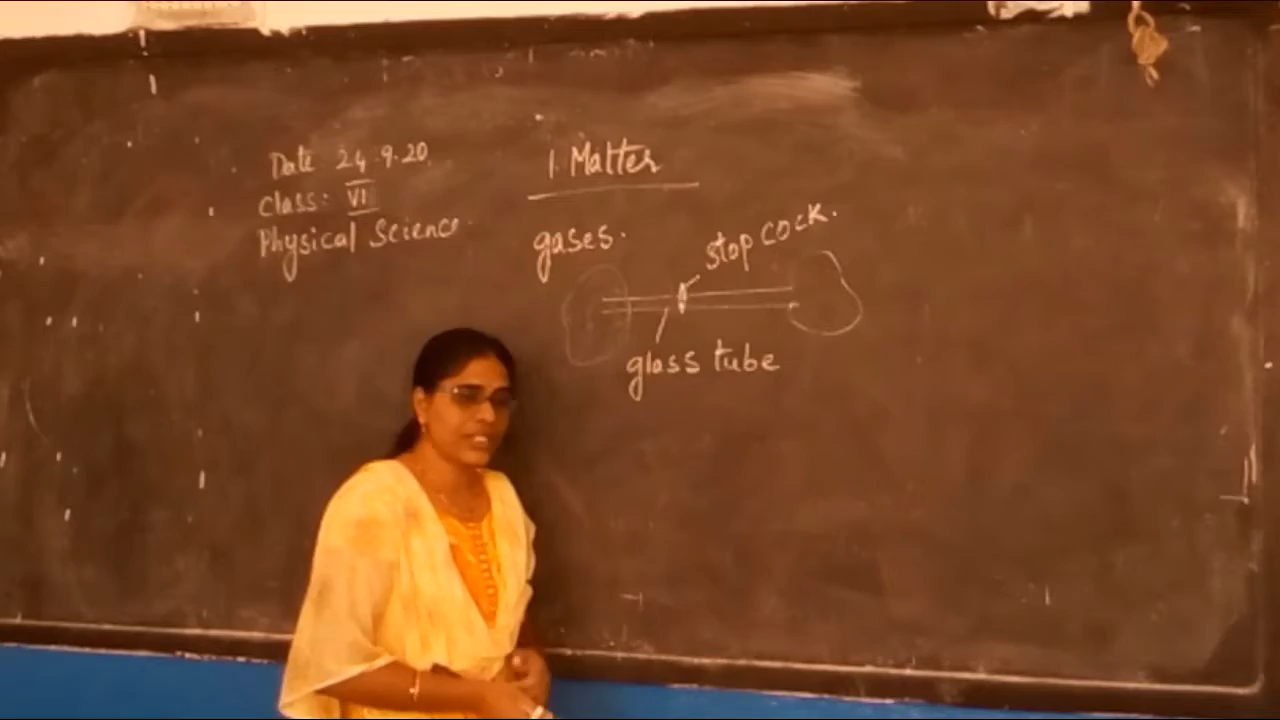 Date 24.9.20
Class: VI
Physical Science
1. Matter
gases.
stop cock.
glass tube